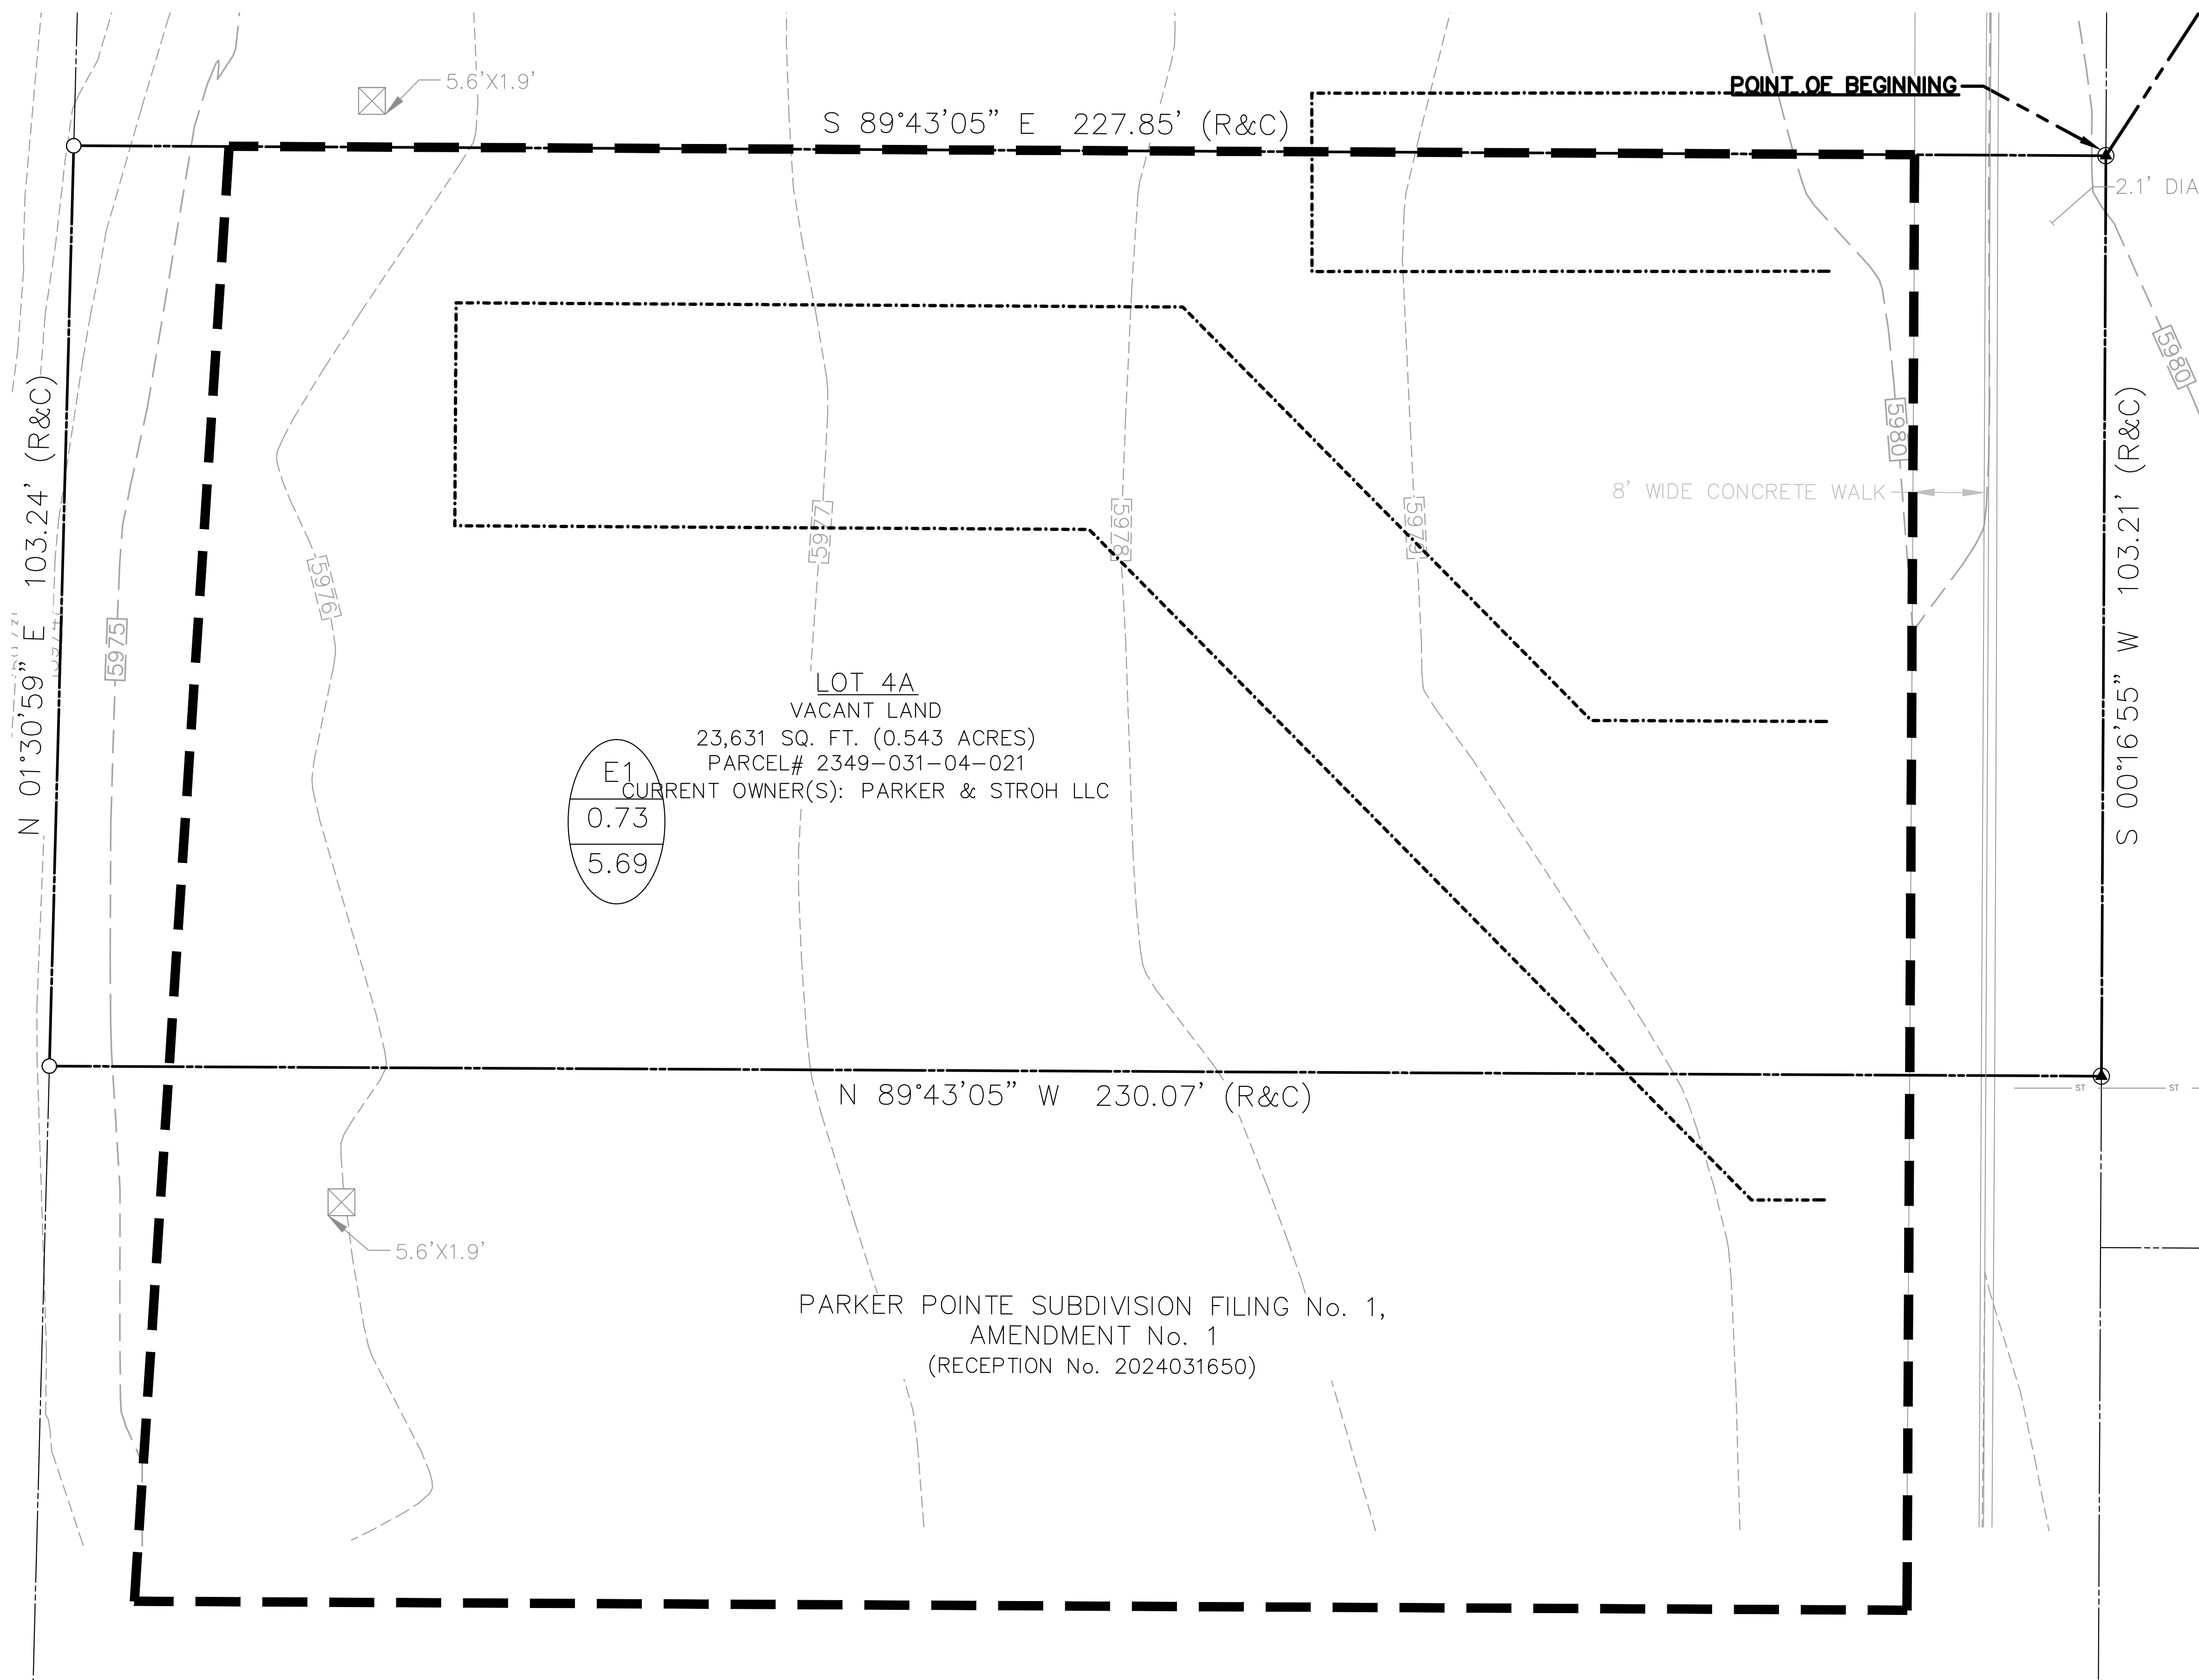 5.6'X1.9'
POINT OF BEGINNING
S 89°43'05" E 227.85' (R&C)
2.1' DIA
5980
N 01°30'59" E 103.24' (R&C)
S 00°16'55" W 103.21' (R&C)
5980
8' WIDE CONCRETE WALK
5977
5978
5979
5976
5975
LOT 4A
VACANT LAND
23,631 SQ. FT. (0.543 ACRES)
PARCEL# 2349-031-04-021
CURRENT OWNER(S): PARKER & STROH LLC
E1
0.73
5.69
N 89°43'05" W 230.07' (R&C)
ST
ST
5.6'X1.9'
PARKER POINTE SUBDIVISION FILING No. 1,
AMENDMENT No. 1
(RECEPTION No. 2024031650)